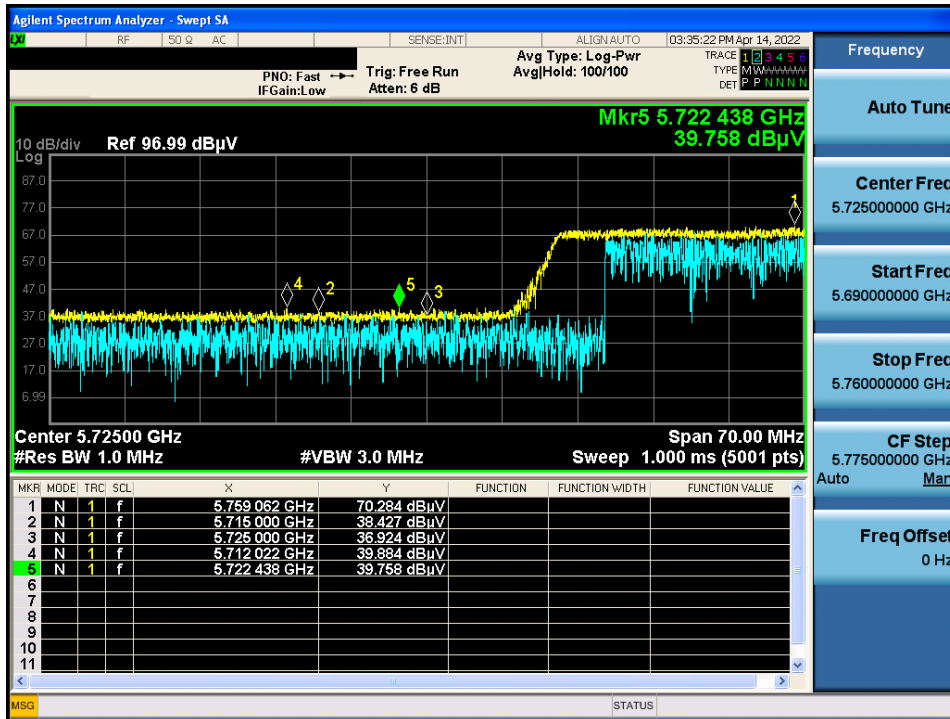 Agilent Spectrum Analyzer - Swept SA
LXI RF 50 Ω AC SENSE:INT ALIGN AUTO 03:35:22 PM Apr 14, 2022
PNO: Fast Trig: Free Run Avg Type: Log-Pwr TRACE 1 2 3 4 5 6
IFGain:Low Atten: 6 dB Avg|Hold: 100/100 TYPE M W
DET P P N N N N
Mkr5 5.722 438 GHz
39.758 dBµV
10 dB/div Ref 96.99 dBµV
Log
87.0
77.0
67.0
57.0
47.0
37.0
27.0
17.0
6.99
1
4
2
5
3
Center 5.72500 GHz Span 70.00 MHz
#Res BW 1.0 MHz #VBW 3.0 MHz Sweep 1.000 ms (5001 pts)
MKR MODE TRC SCL X Y FUNCTION FUNCTION WIDTH FUNCTION VALUE
1 N 1 f 5.759 062 GHz 70.284 dBµV
2 N 1 f 5.715 000 GHz 38.427 dBµV
3 N 1 f 5.725 000 GHz 36.924 dBµV
4 N 1 f 5.712 022 GHz 39.884 dBµV
5 N 1 f 5.722 438 GHz 39.758 dBµV
6
7
8
9
10
11
MSG STATUS
Frequency
Auto Tune
Center Freq
5.725000000 GHz
Start Freq
5.690000000 GHz
Stop Freq
5.760000000 GHz
CF Step
5.775000000 GHz
Auto Man
Freq Offset
0 Hz